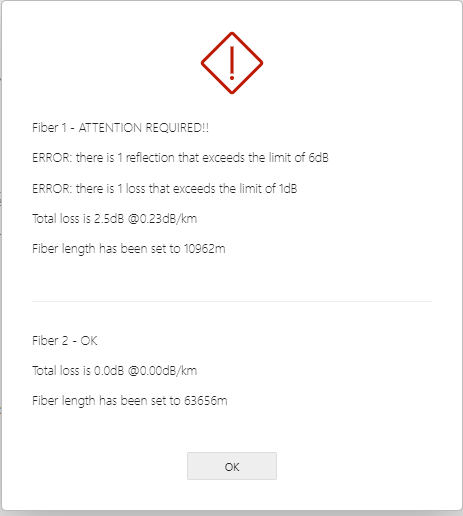 Fiber 1 - ATTENTION REQUIRED!!
ERROR: there is 1 reflection that exceeds the limit of 6dB
ERROR: there is 1 loss that exceeds the limit of 1dB
Total loss is 2.5dB @0.23dB/km
Fiber length has been set to 10962m
Fiber 2 - OK
Total loss is 0.0dB @0.00dB/km
Fiber length has been set to 63656m
OK